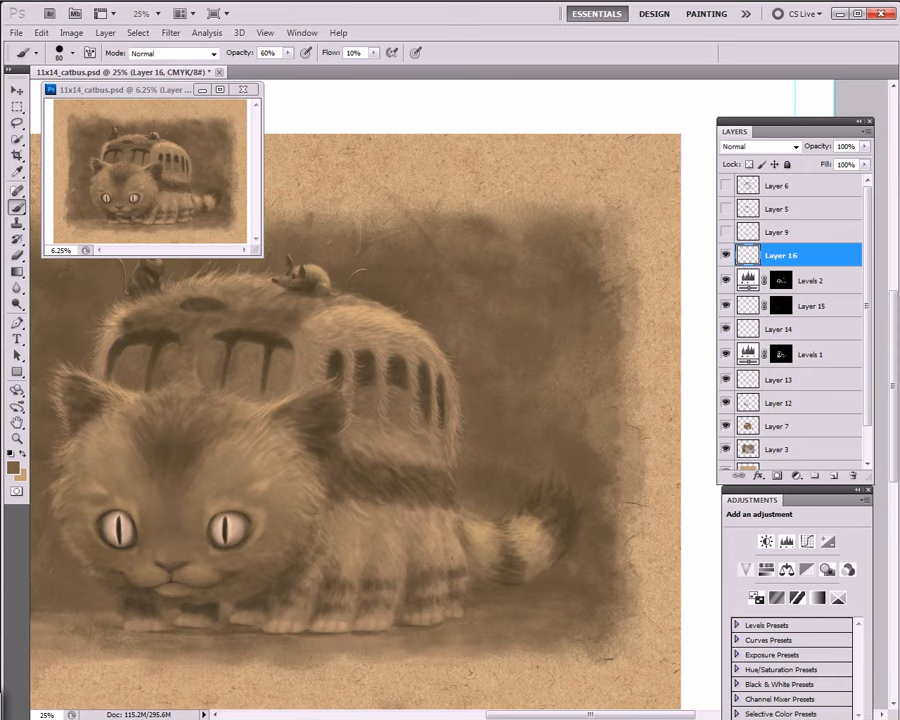 Ps Br Mb 25% ESSENTIALS DESIGN PAINTING CS Live
File Edit Image Layer Select Filter Analysis 3D View Window Help
80 Mode: Normal Opacity: 60% Flow: 10%
11x14_catbus.psd @ 25% (Layer 16, CMYK/8#) *
11x14_catbus.psd @ 6.25% (Layer ...
6.25%
LAYERS
Normal Opacity: 100%
Lock: Fill: 100%
Layer 6
Layer 5
Layer 9
Layer 16
Levels 2
Layer 15
Layer 14
Levels 1
Layer 13
Layer 12
Layer 7
Layer 3
ADJUSTMENTS
Add an adjustment
Levels Presets
Curves Presets
Exposure Presets
Hue/Saturation Presets
Black & White Presets
Channel Mixer Presets
Selective Color Presets
25% Doc: 115.2M/295.6M